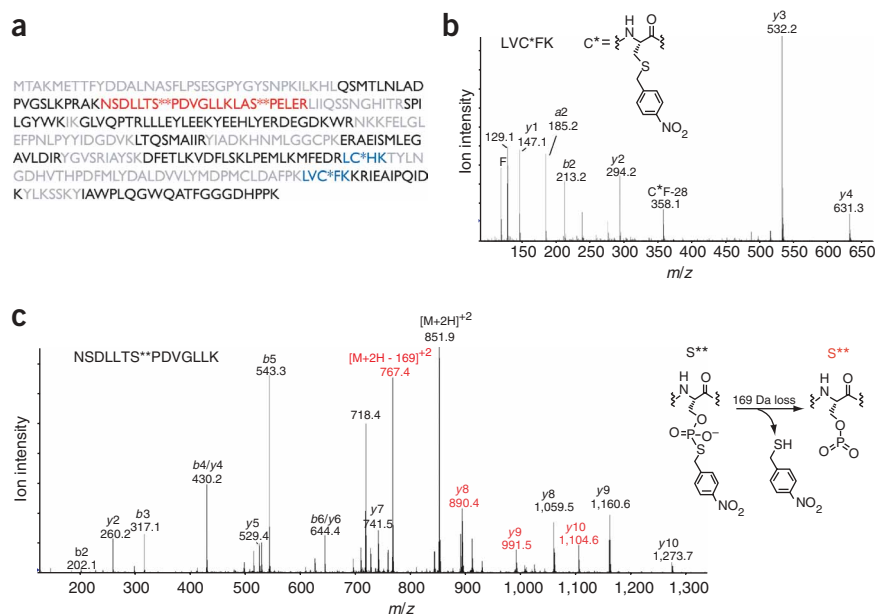 a
MTAKMETTFYDDALNASFLPSESGPYGYSNPKILKHLQSMTLNLAD
PVGSLKPRAKNSDLLTS**PDVGLLKLAS**PELERLIIQSSNGHITRSPI
LGYWKIKGLVQPTRLLLEYLEEKYEEHLYERDEGDKWRNKKFELGL
EFPNLPYYIDGDVKLTQSMAIIRYIADKHNMLGGCPKERAEISMLEG
AVLDIRYGVSRIAYSKDFETLKVDFLSKLPEMLKMFEDRLC*HKTYLN
GDHVTHPDFMLYDALDVVLYMDPMCLDAFPKLVC*FKKRIEAIPQIDK
KYLKSSKYIAWPLQGWQATFGGGDHPPK
b
LVC*FK
C*=
H
N
O
S
NO2
Ion intensity
y3
532.2
129.1
y1
147.1
a2
185.2
F
b2
213.2
y2
294.2
C*F-28
358.1
y4
631.3
150 200 250 300 350 400 450 500 550 600 650
m/z
c
NSDLLTS**PDVGLLK
Ion intensity
[M+2H]+2
851.9
[M+2H - 169]+2
767.4
b5
543.3
718.4
b4/y4
430.2
y2
260.2
b3
317.1
b2
202.1
y5
529.4
b6/y6
644.4
y7
741.5
y8
890.4
y9
991.5
y8
1,059.5
y10
1,104.6
y9
1,160.6
y10
1,273.7
200 300 400 500 600 700 800 900 1,000 1,100 1,200 1,300
m/z
S**
H
N
O
O
O=P-O−
S
NO2
169 Da loss
SH
NO2
S**
H
N
O
O
P
O O